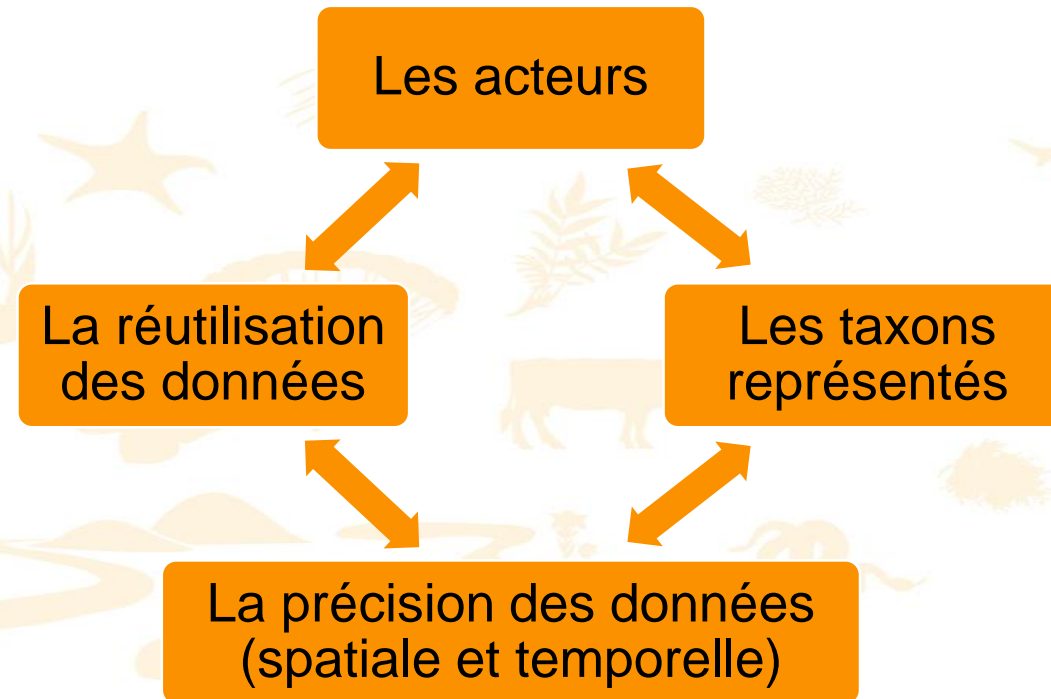 Les acteurs
La réutilisation
des données
Les taxons
représentés
La précision des données
(spatiale et temporelle)